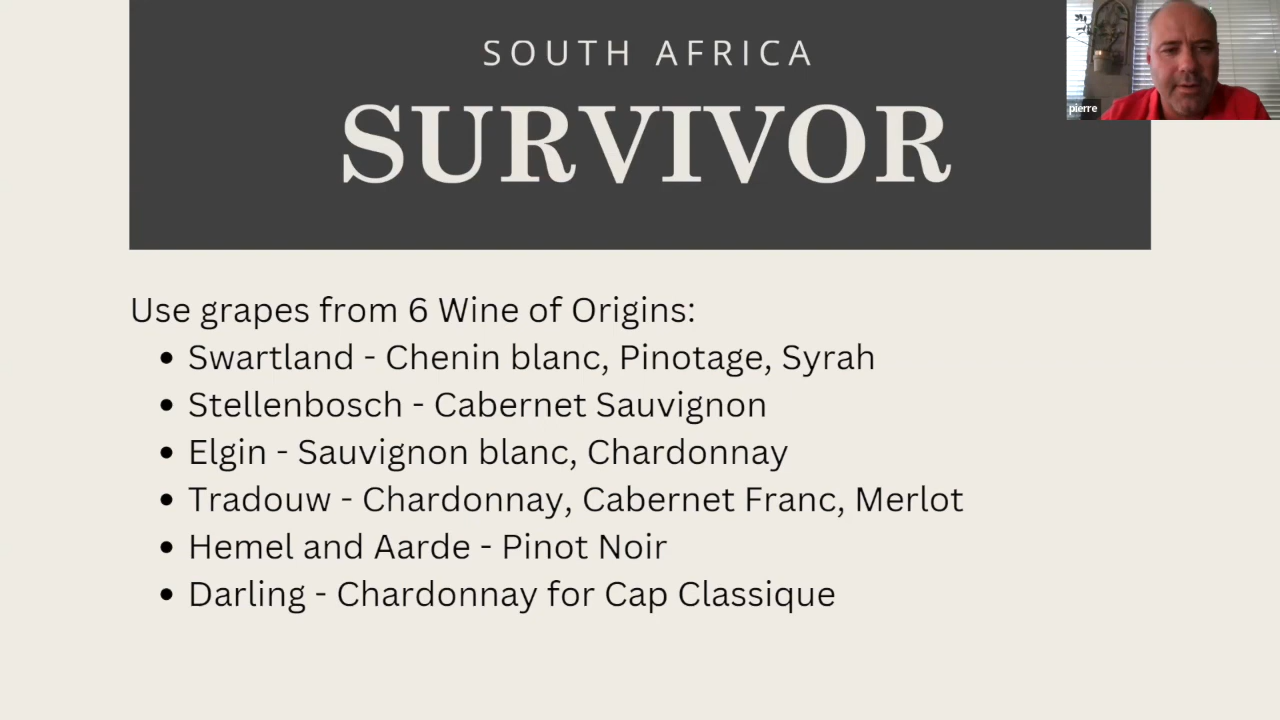 SOUTH AFRICA
SURVIVOR
pierre
Use grapes from 6 Wine of Origins:
• Swartland - Chenin blanc, Pinotage, Syrah
• Stellenbosch - Cabernet Sauvignon
• Elgin - Sauvignon blanc, Chardonnay
• Tradouw - Chardonnay, Cabernet Franc, Merlot
• Hemel and Aarde - Pinot Noir
• Darling - Chardonnay for Cap Classique